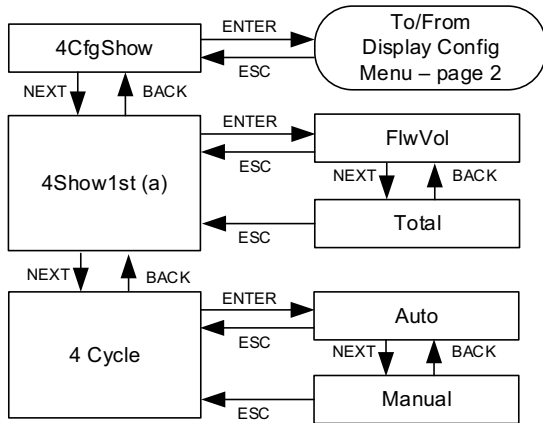 4CfgShow
ENTER
ESC
To/From
Display Config
Menu – page 2
NEXT
BACK
4Show1st (a)
ENTER
ESC
FlwVol
NEXT
BACK
ESC
Total
NEXT
BACK
4 Cycle
ENTER
ESC
Auto
NEXT
BACK
ESC
Manual